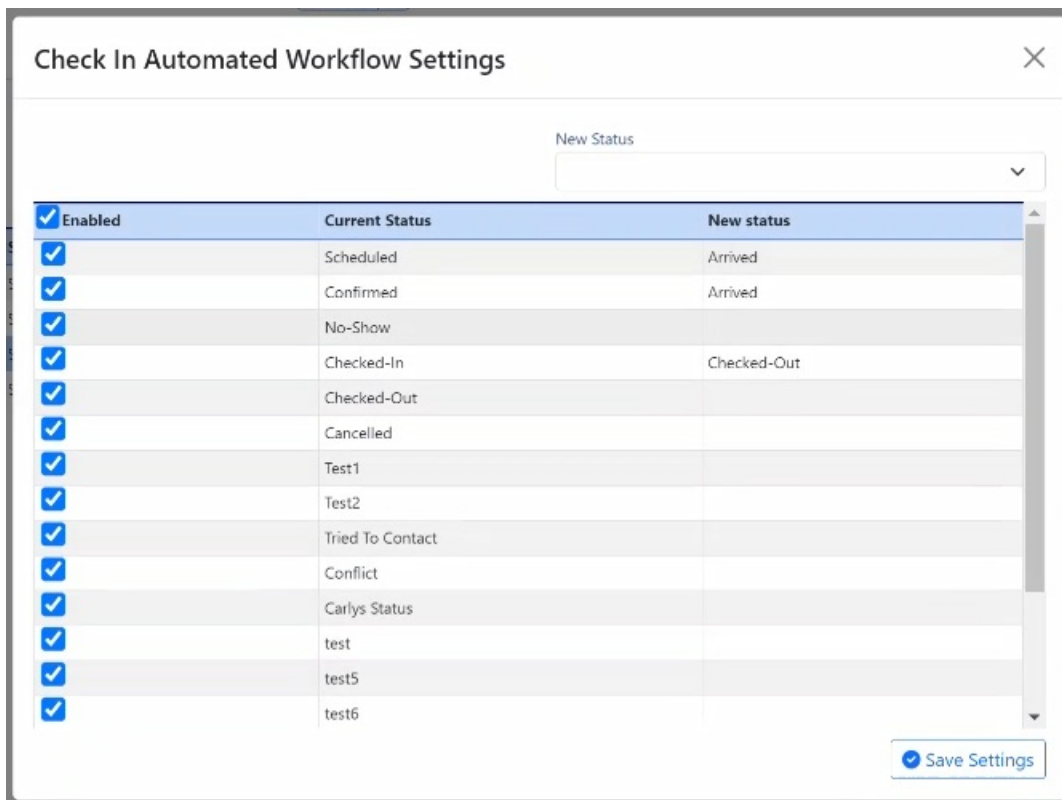 Check In Automated Workflow Settings
New Status
Enabled Current Status New status
Scheduled Arrived
Confirmed Arrived
No-Show
Checked-In Checked-Out
Checked-Out
Cancelled
Test1
Test2
Tried To Contact
Conflict
Carlys Status
test
test5
test6
Save Settings